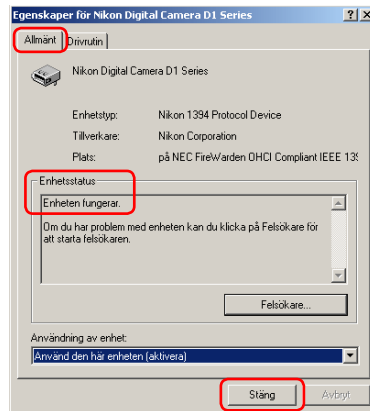 Egenskaper för Nikon Digital Camera D1 Series
Allmänt Drivrutin
Nikon Digital Camera D1 Series
Enhetstyp: Nikon 1394 Protocol Device
Tillverkare: Nikon Corporation
Plats: på NEC FireWarden OHCI Compliant IEEE 139
Enhetsstatus
Enheten fungerar.
Om du har problem med enheten kan du klicka på Felsökare för
att starta felsökaren.
Felsökare...
Användning av enhet:
Använd den här enheten (aktivera)
Stäng Avbryt